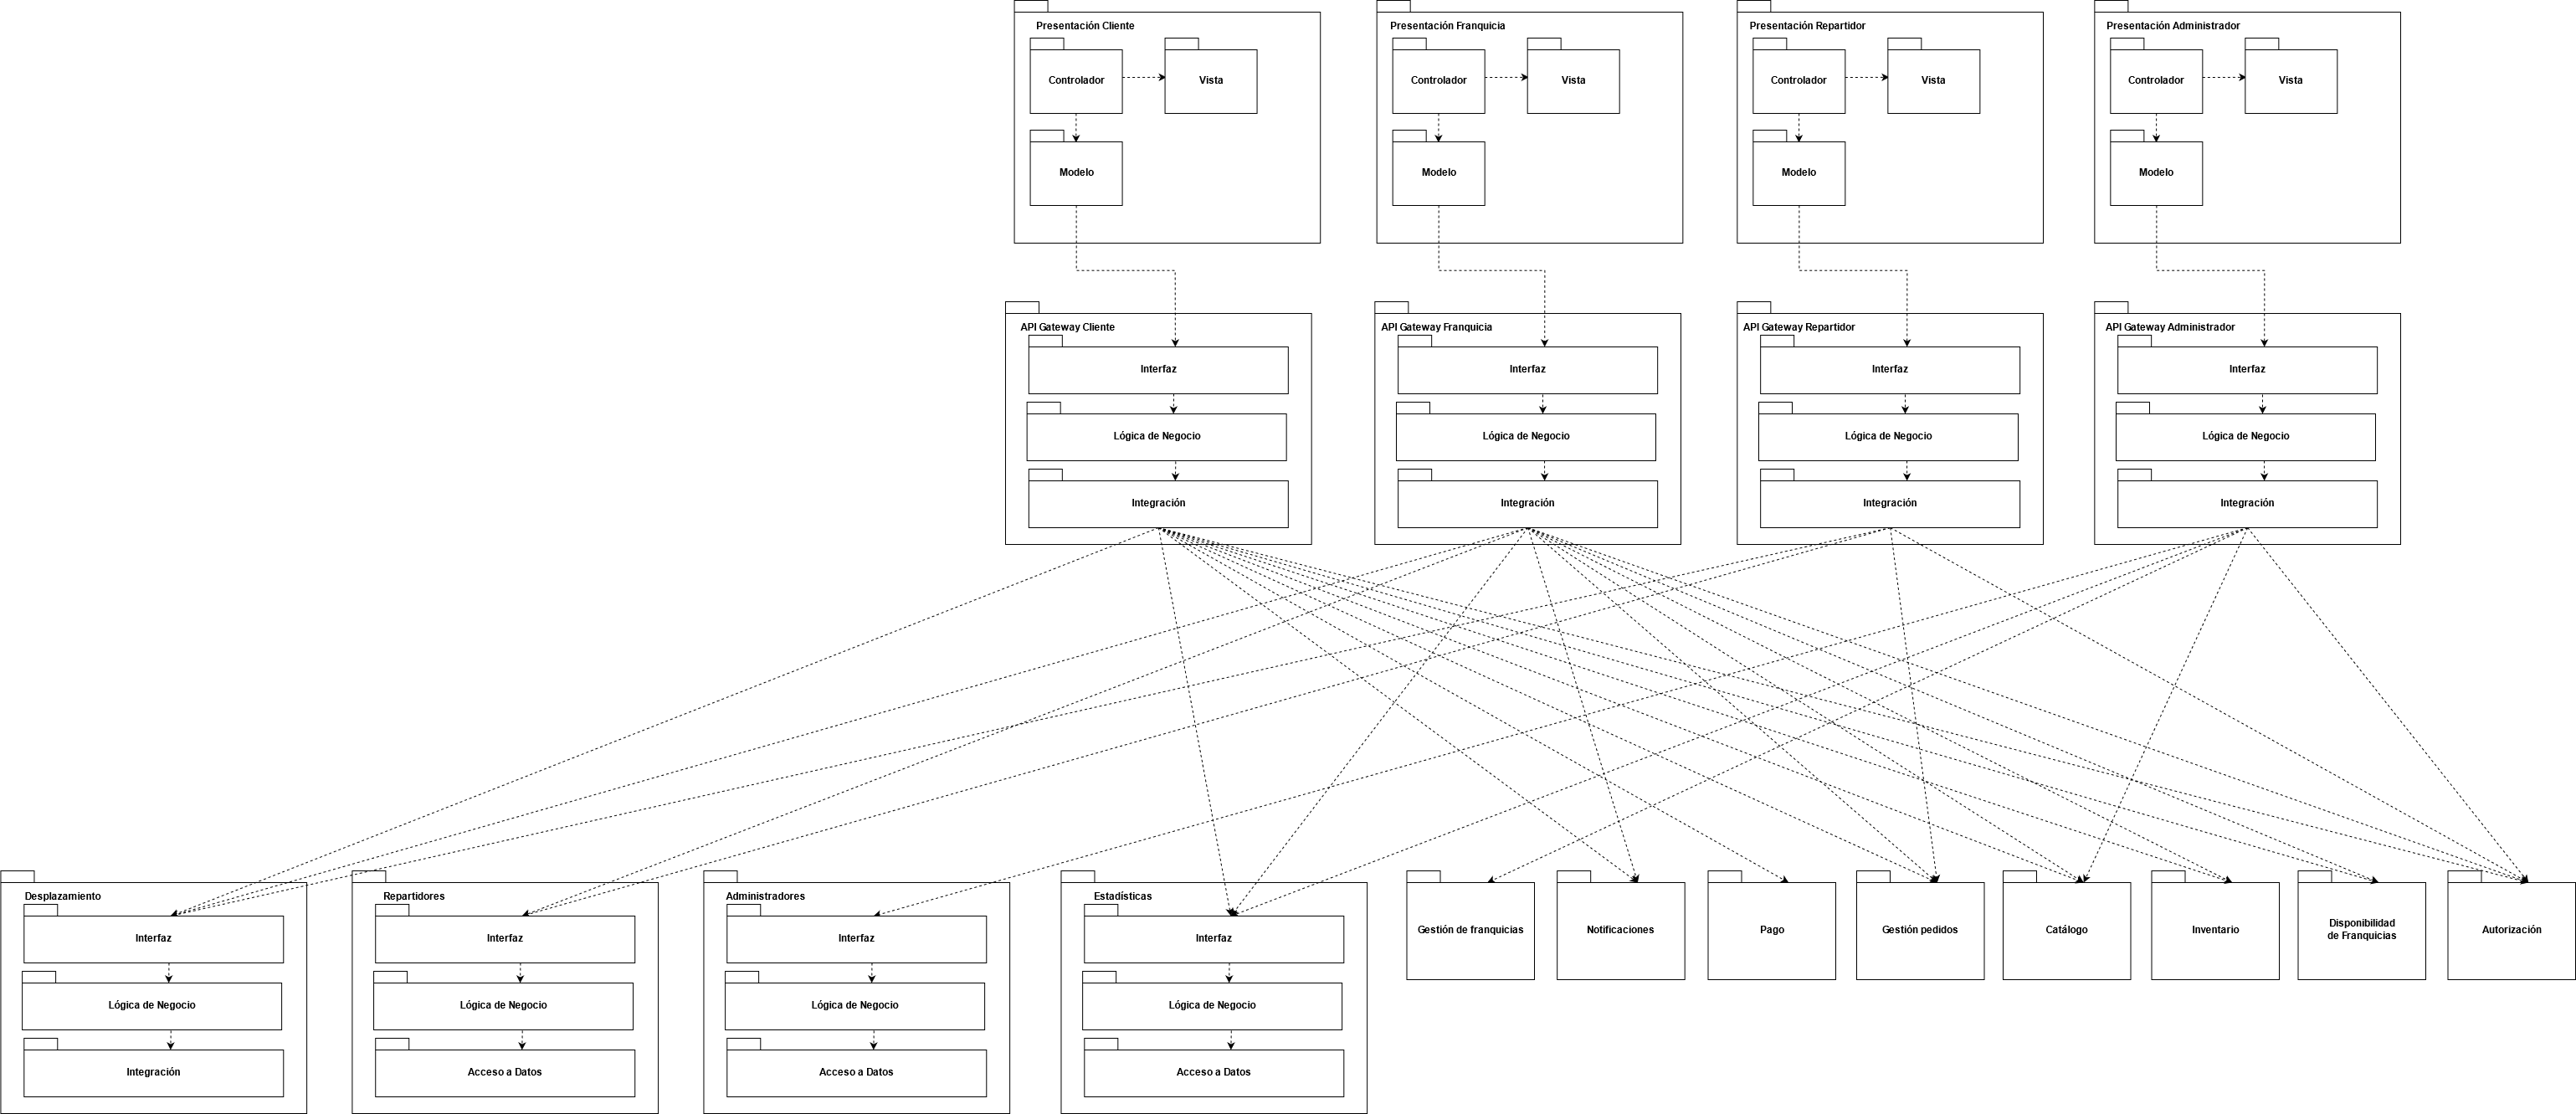 Presentación Cliente
Presentación Franquicia
Presentación Repartidor
Presentación Administrador
Controlador
Vista
Controlador
Vista
Controlador
Vista
Controlador
Vista
Modelo
Modelo
Modelo
Modelo
API Gateway Cliente
API Gateway Franquicia
API Gateway Repartidor
API Gateway Administrador
Interfaz
Interfaz
Interfaz
Interfaz
Lógica de Negocio
Lógica de Negocio
Lógica de Negocio
Lógica de Negocio
Integración
Integración
Integración
Integración
Desplazamiento
Repartidores
Administradores
Estadísticas
Interfaz
Interfaz
Interfaz
Interfaz
Gestión de franquicias
Notificaciones
Pago
Gestión pedidos
Catálogo
Inventario
Disponibilidad
de Franquicias
Autorización
Lógica de Negocio
Lógica de Negocio
Lógica de Negocio
Lógica de Negocio
Integración
Acceso a Datos
Acceso a Datos
Acceso a Datos